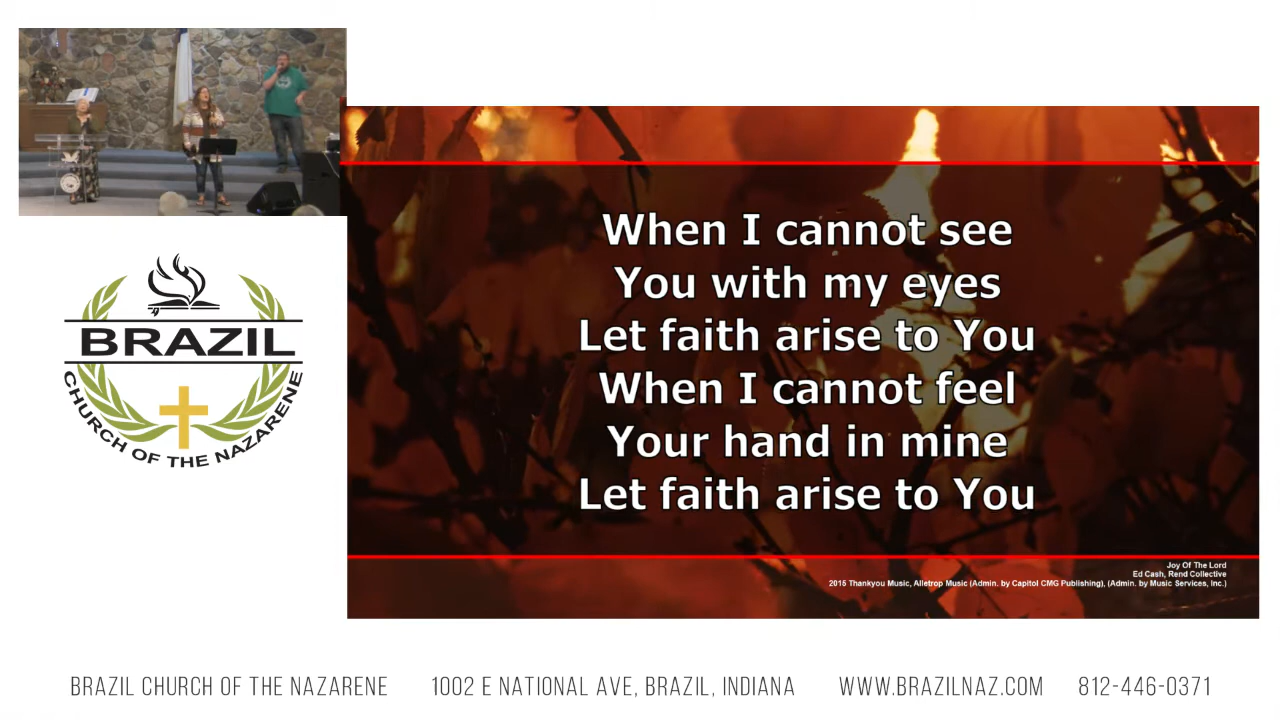 BRAZIL
CHURCH OF THE NAZARENE
When I cannot see
You with my eyes
Let faith arise to You
When I cannot feel
Your hand in mine
Let faith arise to You
Joy Of The Lord
Ed Cash, Rend Collective
2015 Thankyou Music, Alletrop Music (Admin. by Capitol CMG Publishing), (Admin. by Music Services, Inc.)
BRAZIL CHURCH OF THE NAZARENE 1002 E NATIONAL AVE, BRAZIL, INDIANA WWW.BRAZILNAZ.COM 812-446-0371